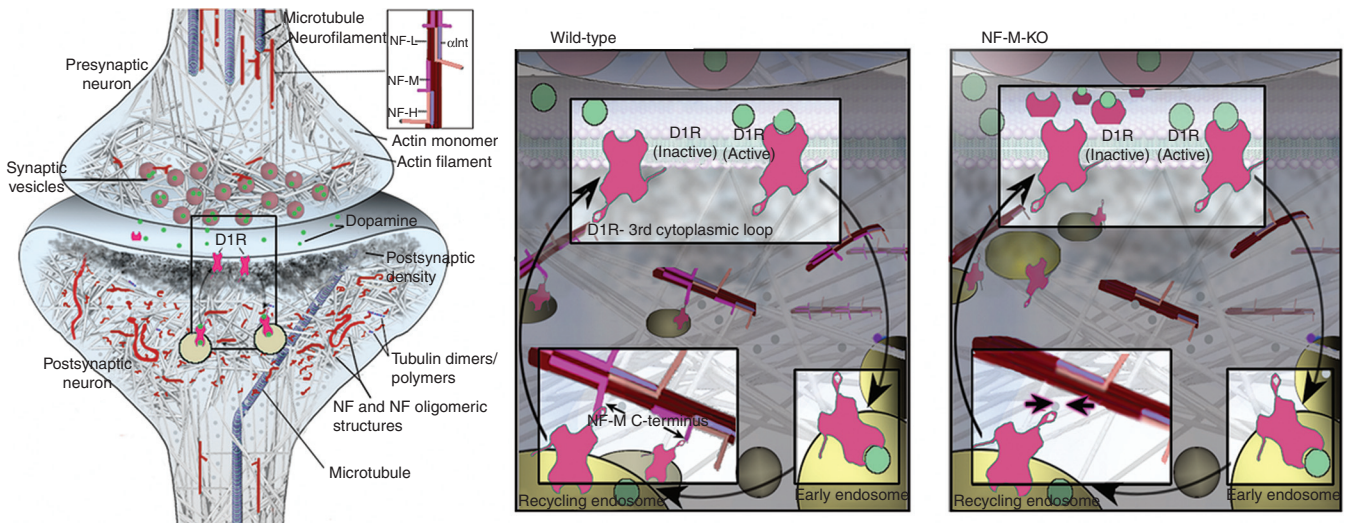 Microtubule
Neurofilament
NF-L
αInt
NF-M
NF-H
Presynaptic
neuron
Actin monomer
Actin filament
Synaptic
vesicles
Dopamine
D1R
Postsynaptic
density
Postsynaptic
neuron
Tubulin dimers/
polymers
NF and NF oligomeric
structures
Microtubule
Wild-type
D1R
(Inactive)
D1R
(Active)
D1R- 3rd cytoplasmic loop
NF-M C-terminus
Recycling endosome
Early endosome
NF-M-KO
D1R
(Inactive)
D1R
(Active)
Recycling endosome
Early endosome